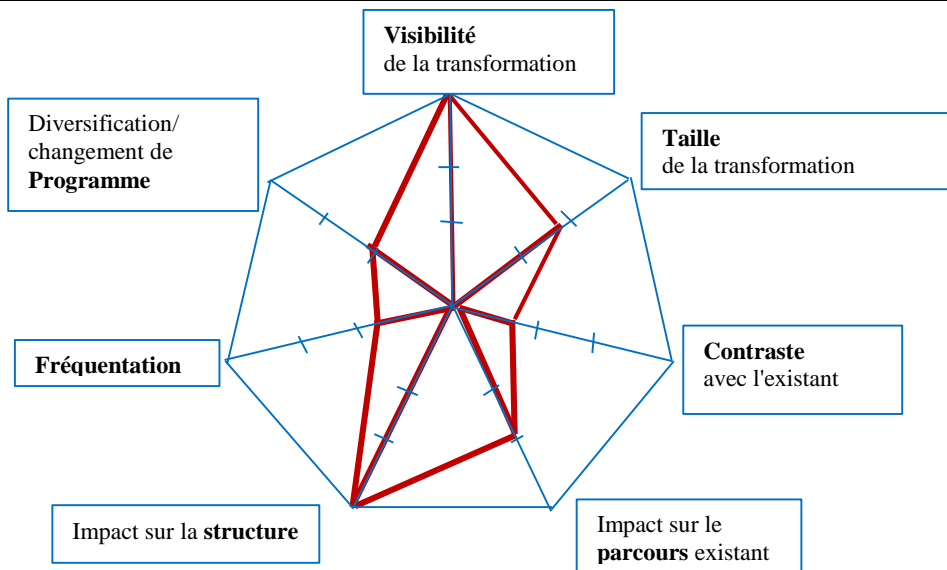 Visibilité
de la transformation
Diversification/
changement de
Programme
Taille
de la transformation
Fréquentation
Contraste
avec l'existant
Impact sur la structure
Impact sur le
parcours existant